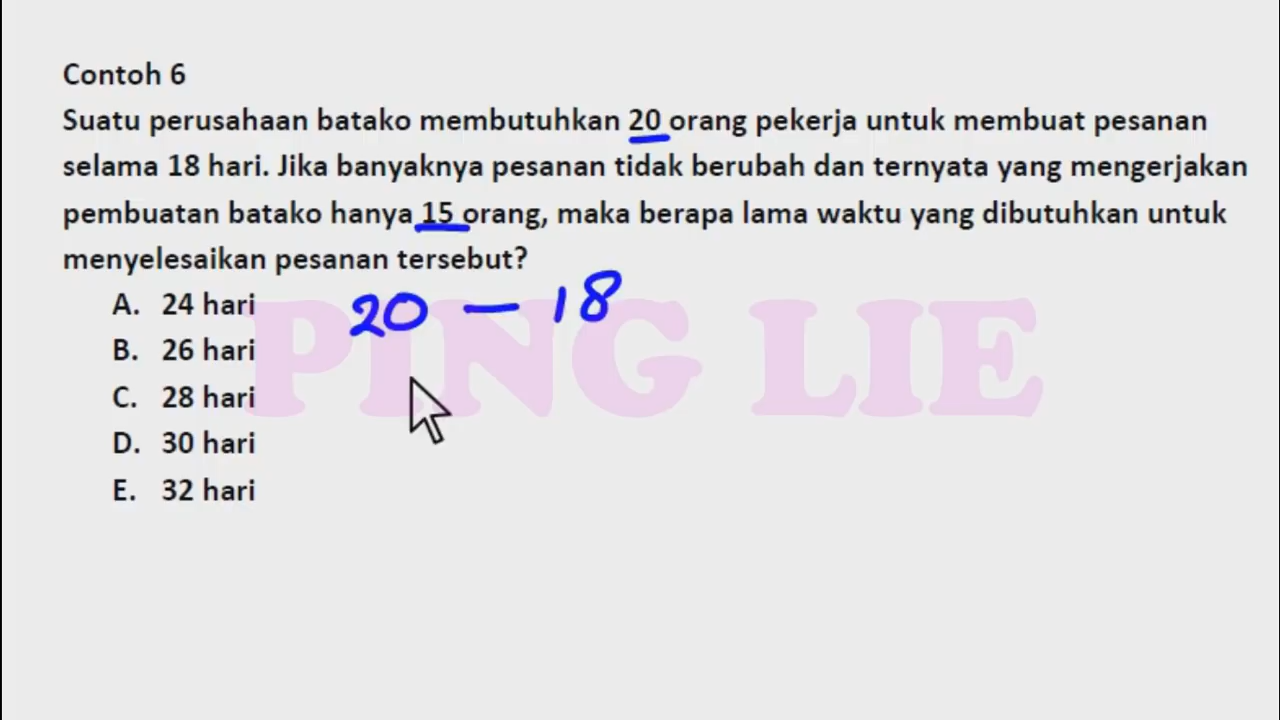 Contoh 6
Suatu perusahaan batako membutuhkan 20 orang pekerja untuk membuat pesanan
selama 18 hari. Jika banyaknya pesanan tidak berubah dan ternyata yang mengerjakan
pembuatan batako hanya 15 orang, maka berapa lama waktu yang dibutuhkan untuk
menyelesaikan pesanan tersebut?
A. 24 hari
20 — 18
B. 26 hari
PING LIE
C. 28 hari
D. 30 hari
E. 32 hari